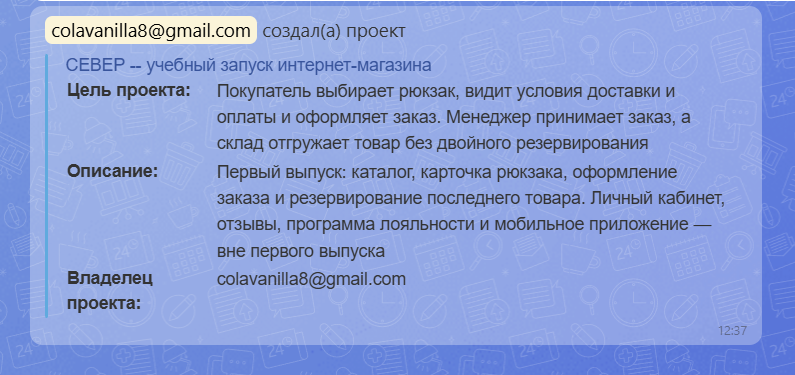 colavanilla8@gmail.com создал(а) проект
СЕВЕР -- учебный запуск интернет-магазина
Цель проекта: Покупатель выбирает рюкзак, видит условия доставки и
оплаты и оформляет заказ. Менеджер принимает заказ, а
склад отгружает товар без двойного резервирования
Описание: Первый выпуск: каталог, карточка рюкзака, оформление
заказа и резервирование последнего товара. Личный кабинет,
отзывы, программа лояльности и мобильное приложение —
вне первого выпуска
Владелец colavanilla8@gmail.com
проекта:
12:37